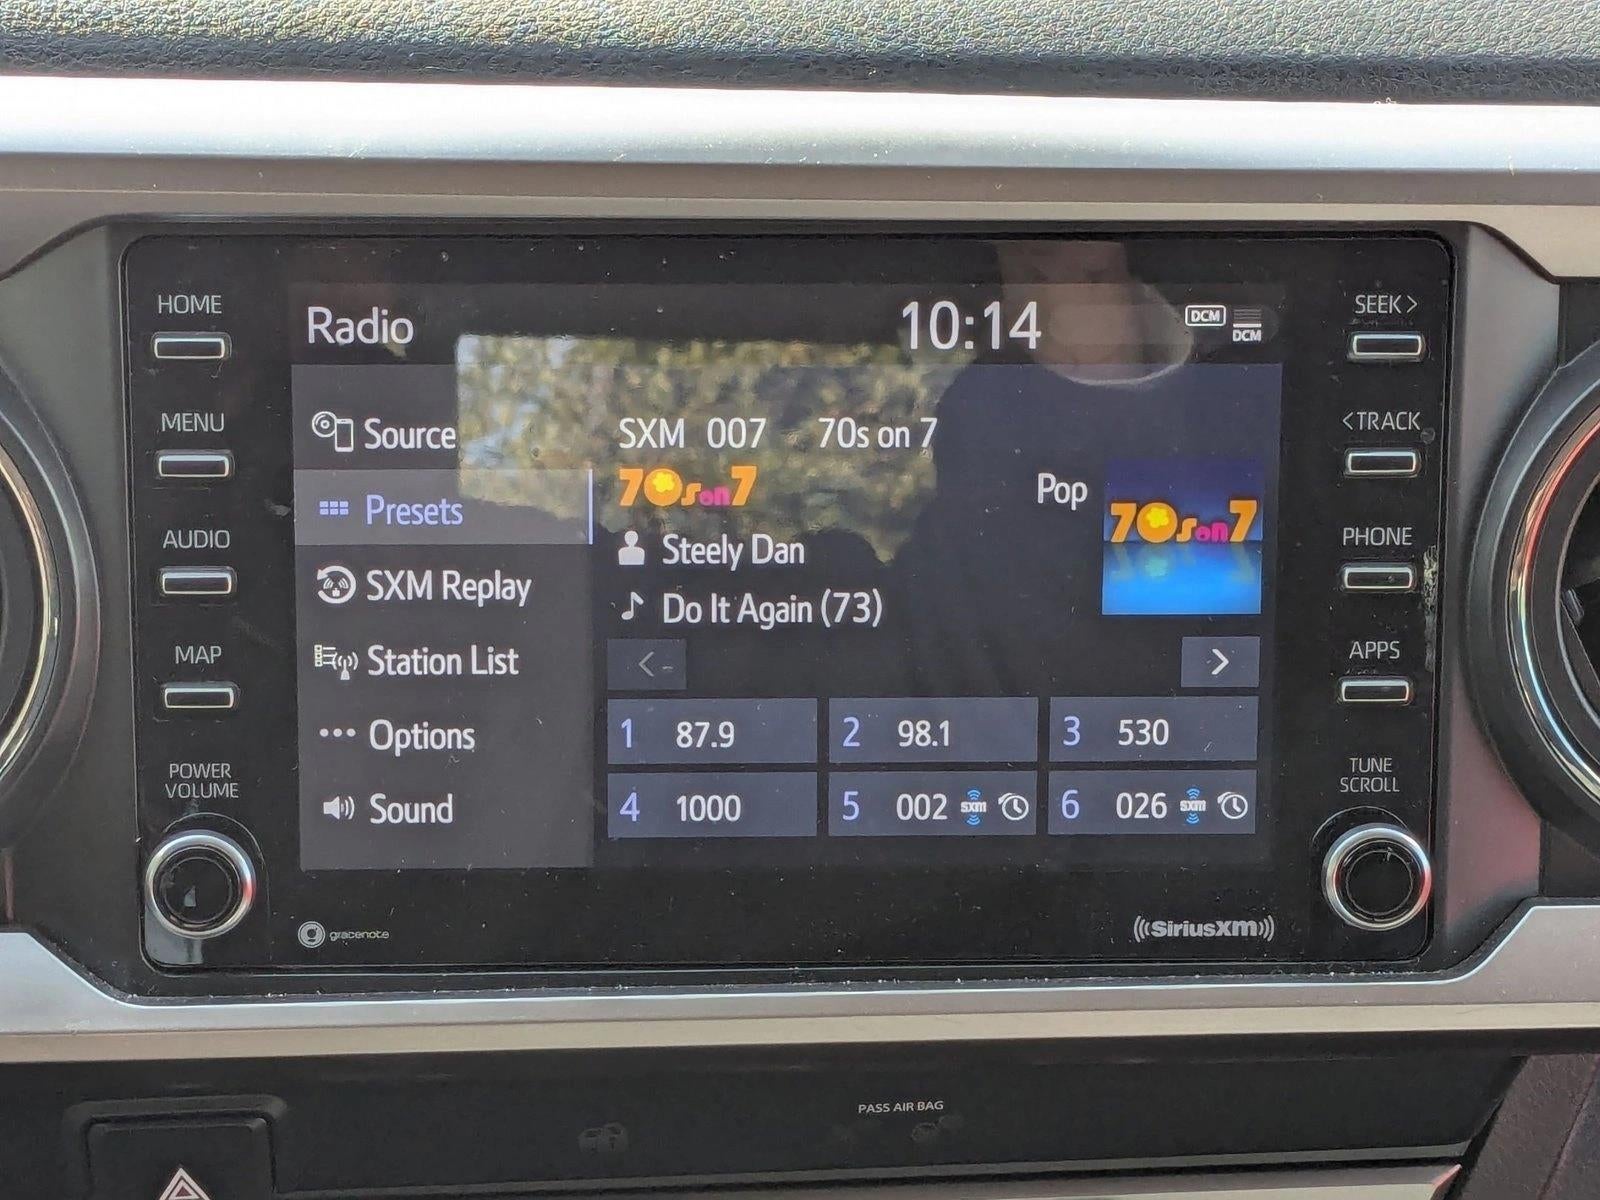 HOME
MENU
AUDIO
MAP
POWER
VOLUME
Radio
10:14
DCM
DCM
Source
Presets
SXM Replay
Station List
Options
Sound
SXM 007 70s on 7
70s on 7
Pop
70s on 7
Steely Dan
Do It Again (73)
<
>
1 87.9
2 98.1
3 530
4 1000
5 002 SXM
6 026 SXM
gracenote
((SiriusXM))
SEEK >
< TRACK
PHONE
APPS
TUNE
SCROLL
PASS AIR BAG